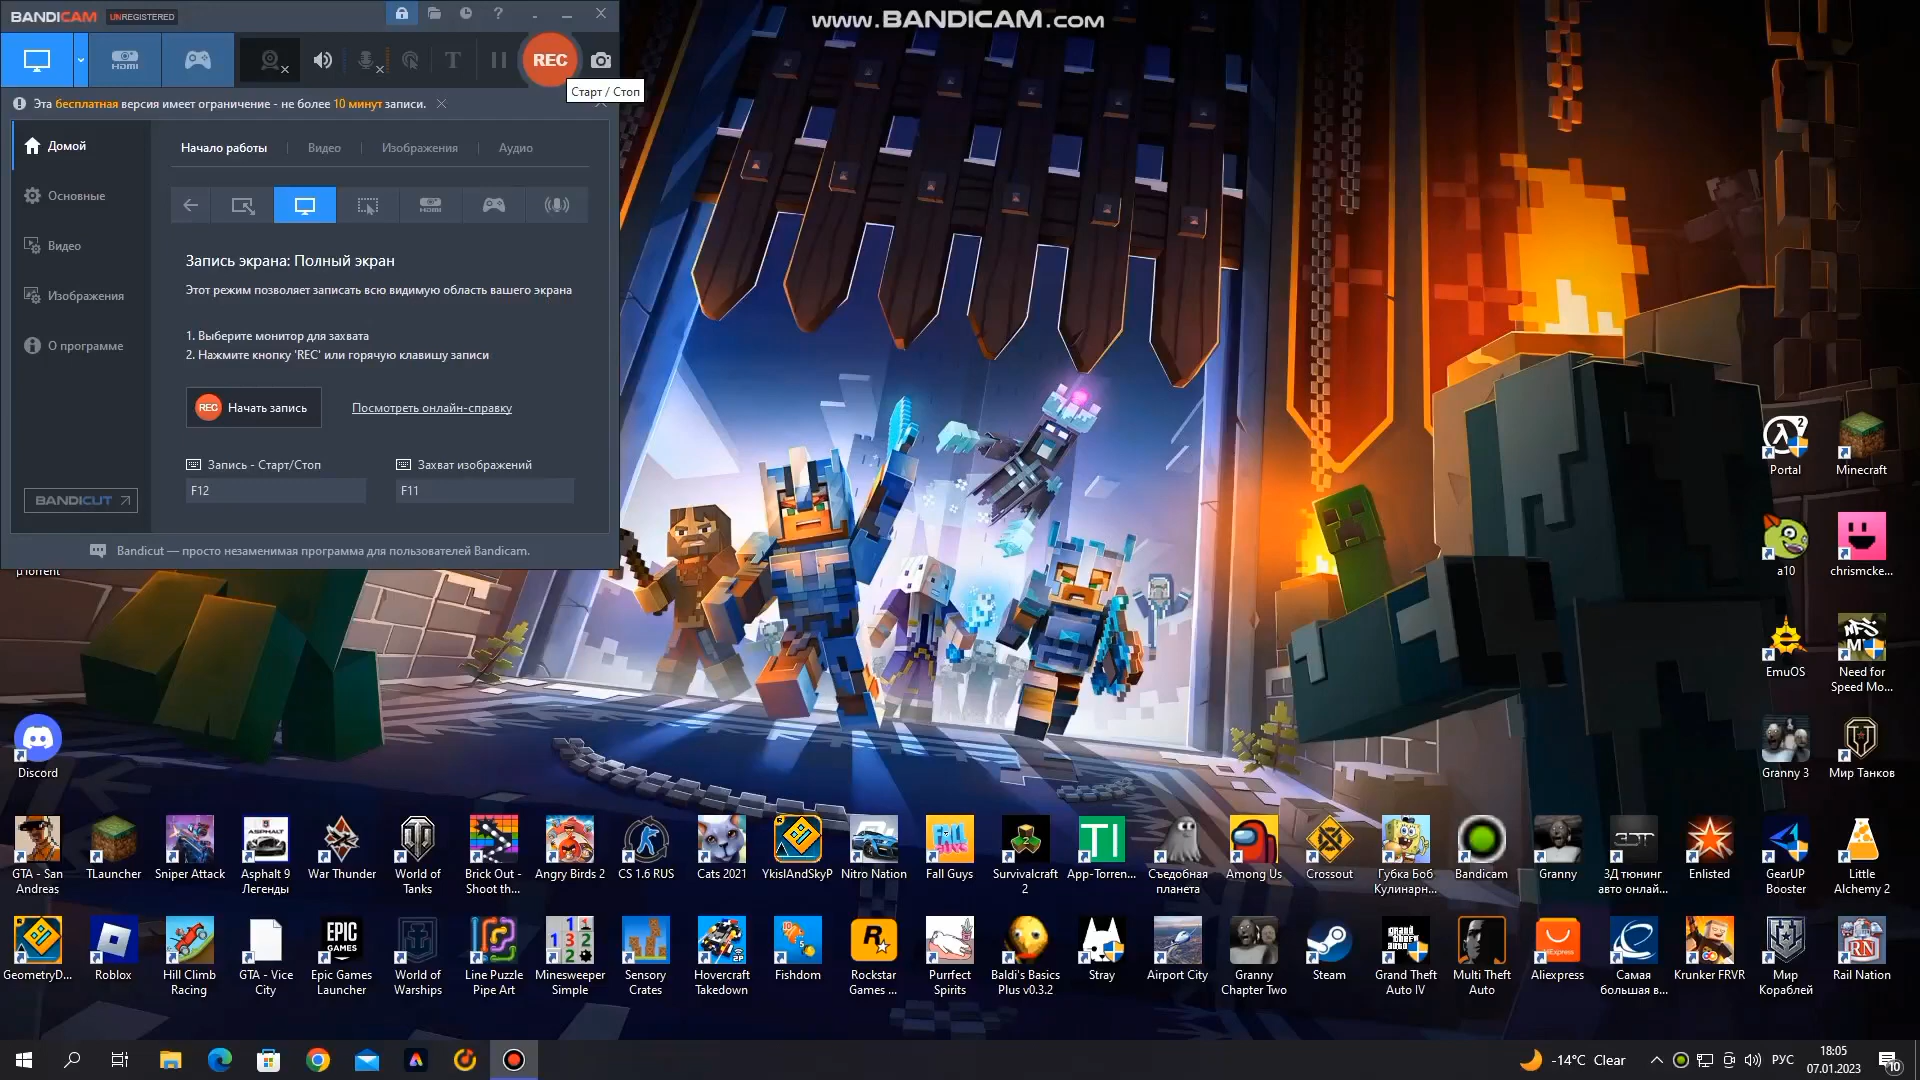 BANDICAM UNREGISTERED
www.BANDICAM.com
HDMI
T
REC
Старт / Стоп
Эта бесплатная версия имеет ограничение - не более 10 минут записи.
Домой
Основные
Видео
Изображения
О программе
BANDICUT
Начало работы
Видео
Изображения
Аудио
HDMI
Запись экрана: Полный экран
Этот режим позволяет записать всю видимую область вашего экрана
1. Выберите монитор для захвата
2. Нажмите кнопку 'REC' или горячую клавишу записи
REC Начать запись
Посмотреть онлайн-справку
Запись - Старт/Стоп
Захват изображений
F12
F11
Bandicut — просто незаменимая программа для пользователей Bandicam.
µTorrent
Portal
Minecraft
a10
chrismcke...
EmuOS
Need for
Speed Mo...
Discord
Granny 3
Мир Танков
GTA - San
Andreas
TLauncher
Sniper Attack
Asphalt 9
Легенды
War Thunder
World of
Tanks
Brick Out -
Shoot th...
Angry Birds 2
CS 1.6 RUS
Cats 2021
YkislAndSkyP
Nitro Nation
Fall Guys
Survivalcraft
2
App-Torren...
Съедобная
планета
Among Us
Crossout
Губка Боб
Кулинарн...
Bandicam
Granny
3Д тюнинг
авто онлай...
Enlisted
GearUP
Booster
Little
Alchemy 2
GeometryD...
Roblox
Hill Climb
Racing
GTA - Vice
City
Epic Games
Launcher
World of
Warships
Line Puzzle
Pipe Art
Minesweeper
Simple
Sensory
Crates
Hovercraft
Takedown
Fishdom
Rockstar
Games ...
Purrfect
Spirits
Baldi's Basics
Plus v0.3.2
Stray
Airport City
Granny
Chapter Two
Steam
Grand Theft
Auto IV
Multi Theft
Auto
Aliexpress
Самая
большая в...
Krunker FRVR
Мир
Кораблей
Rail Nation
-14°C Clear
РУС
18:05
07.01.2023
10